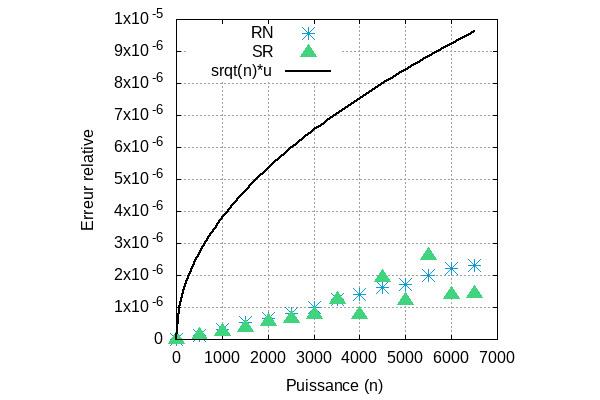 1x10 -5
9x10 -6
8x10 -6
7x10 -6
6x10 -6
5x10 -6
4x10 -6
3x10 -6
2x10 -6
1x10 -6
0
RN
SR
srqt(n)*u
Erreur relative
0 1000 2000 3000 4000 5000 6000 7000
Puissance (n)